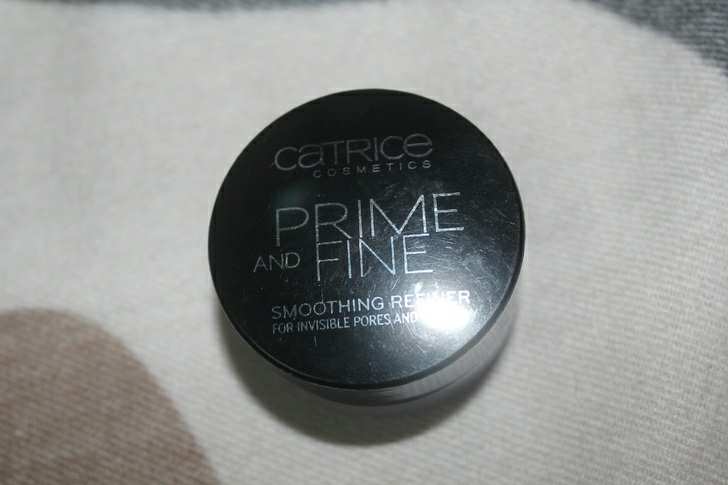 CATRICE
COSMETICS
PRIME
AND FINE
SMOOTHING REFINER
FOR INVISIBLE PORES AND